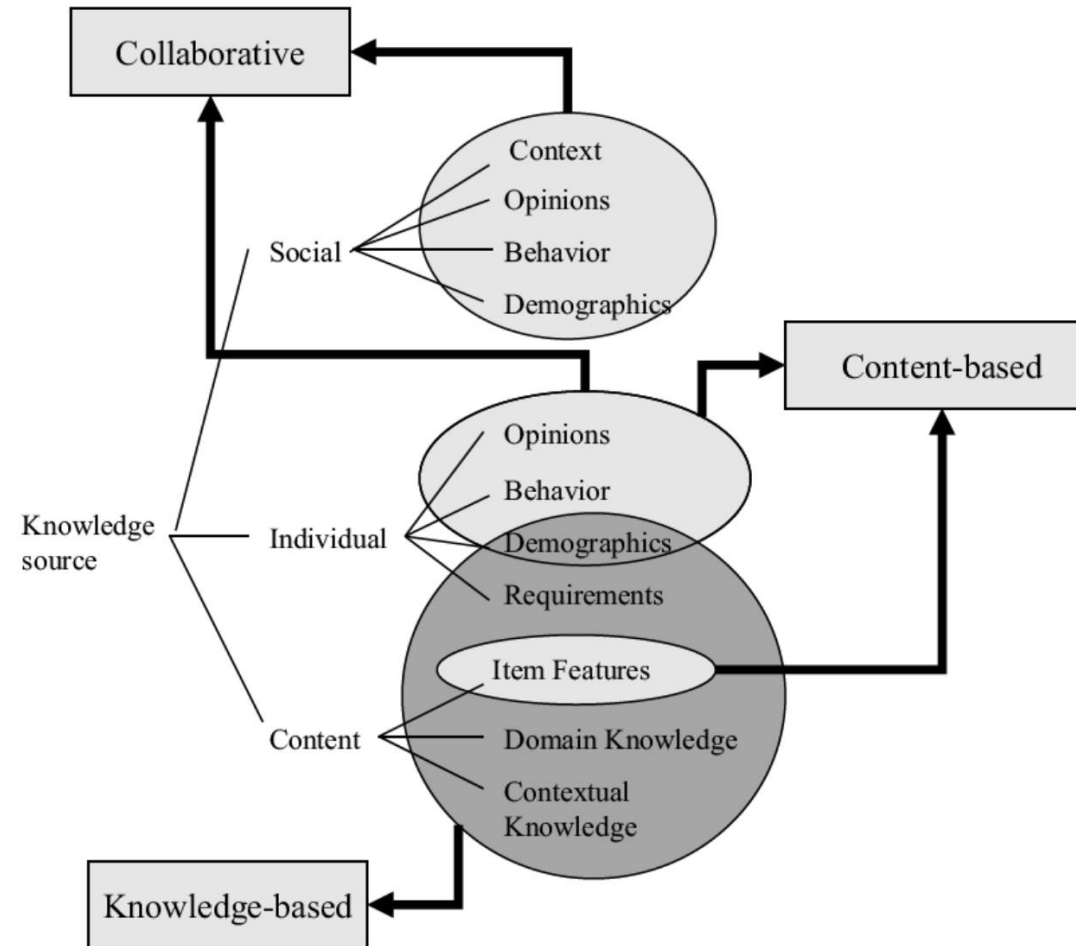 Collaborative
Context
Opinions
Social
Behavior
Demographics
Content-based
Opinions
Behavior
Knowledge
source
Individual
Demographics
Requirements
Item Features
Content
Domain Knowledge
Contextual
Knowledge
Knowledge-based